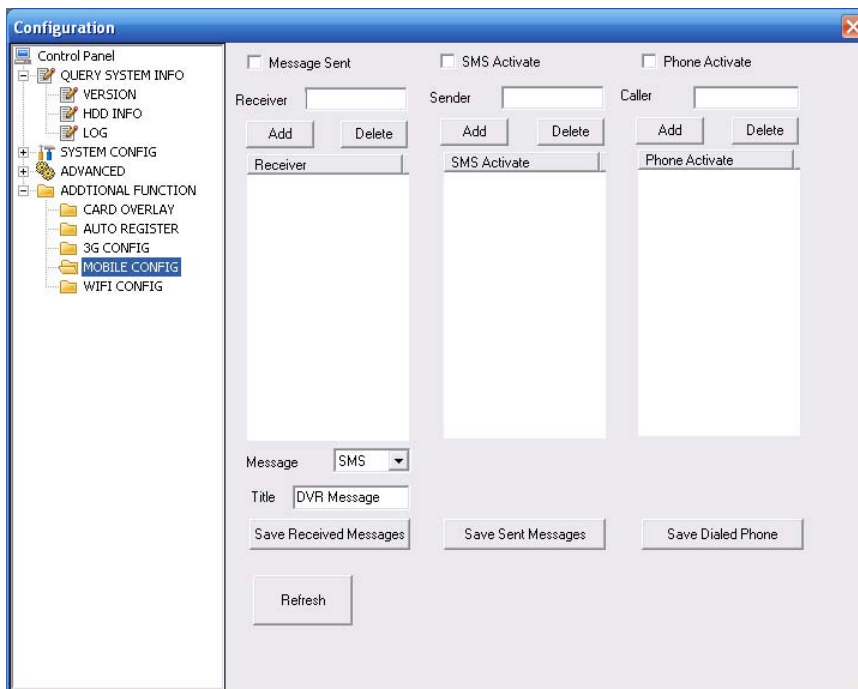 Configuration
Control Panel
QUERY SYSTEM INFO
VERSION
HDD INFO
LOG
SYSTEM CONFIG
ADVANCED
ADDTIONAL FUNCTION
CARD OVERLAY
AUTO REGISTER
3G CONFIG
MOBILE CONFIG
WIFI CONFIG
Message Sent
SMS Activate
Phone Activate
Receiver
Sender
Caller
Add
Delete
Add
Delete
Add
Delete
Receiver
SMS Activate
Phone Activate
Message SMS
Title DVR Message
Save Received Messages
Save Sent Messages
Save Dialed Phone
Refresh